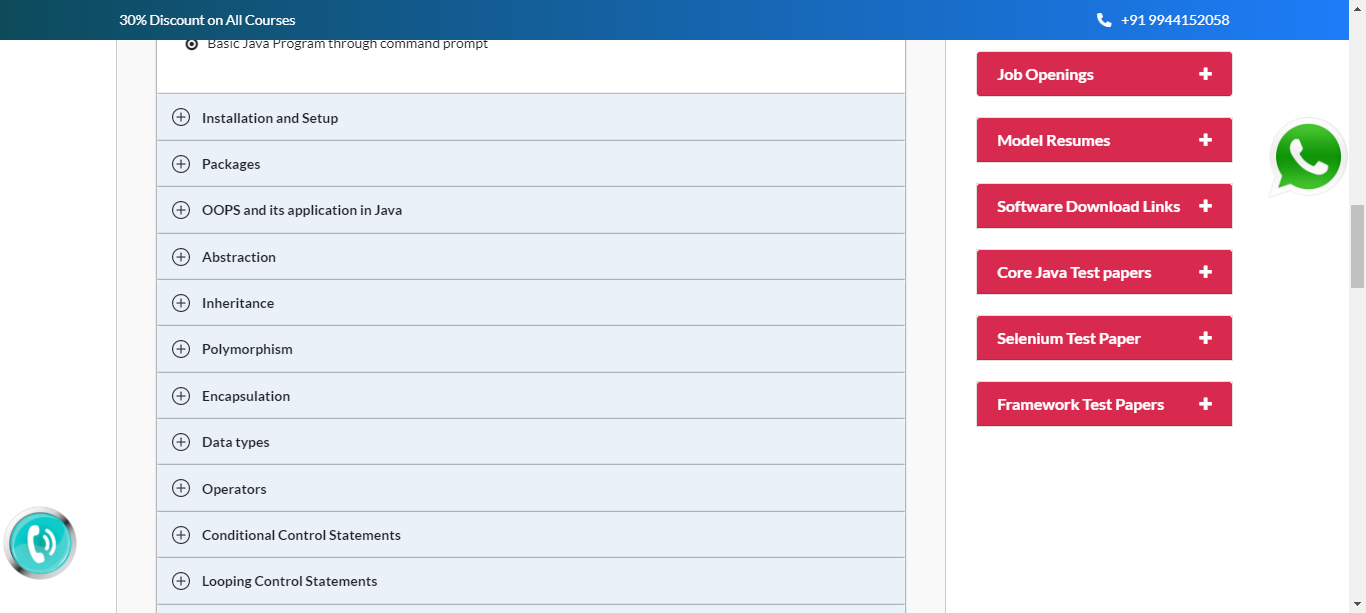 30% Discount on All Courses
+91 9944152058
Basic Java Program through command prompt
Installation and Setup
Packages
OOPS and its application in Java
Abstraction
Inheritance
Polymorphism
Encapsulation
Data types
Operators
Conditional Control Statements
Looping Control Statements
Job Openings
Model Resumes
Software Download Links
Core Java Test papers
Selenium Test Paper
Framework Test Papers